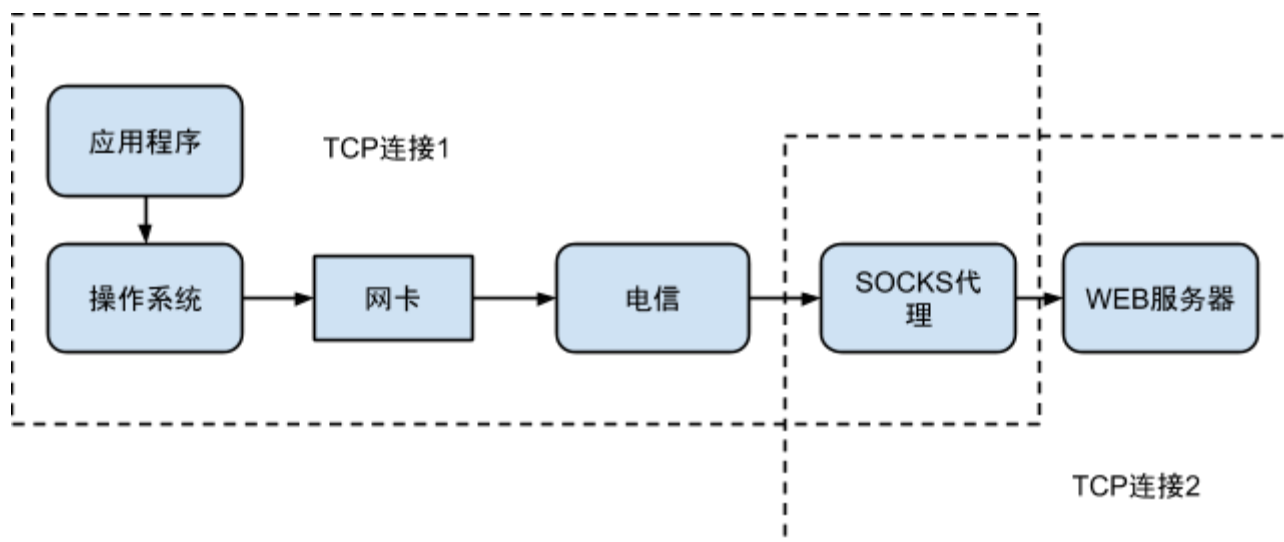 应用程序
TCP连接1
操作系统
网卡
电信
SOCKS代
理
WEB服务器
TCP连接2